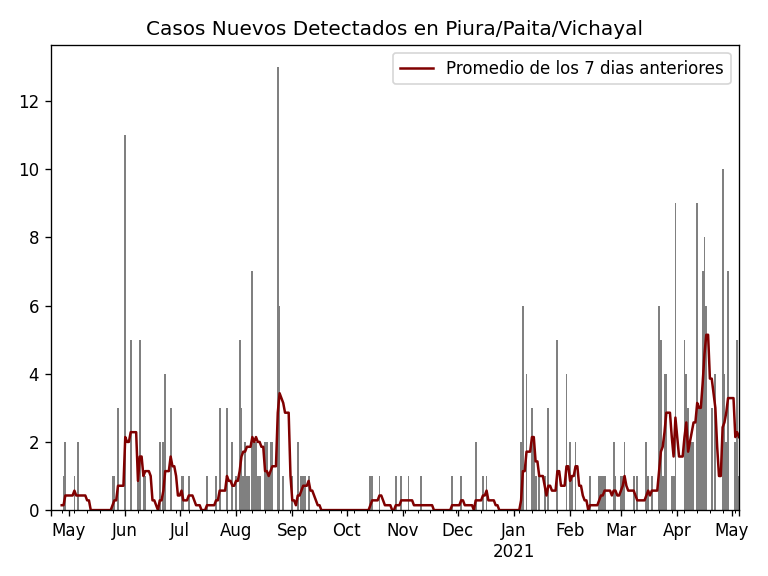 Casos Nuevos Detectados en Piura/Paita/Vichayal
Promedio de los 7 dias anteriores
12
10
8
6
4
2
0
May Jun Jul Aug Sep Oct Nov Dec Jan Feb Mar Apr May
2021